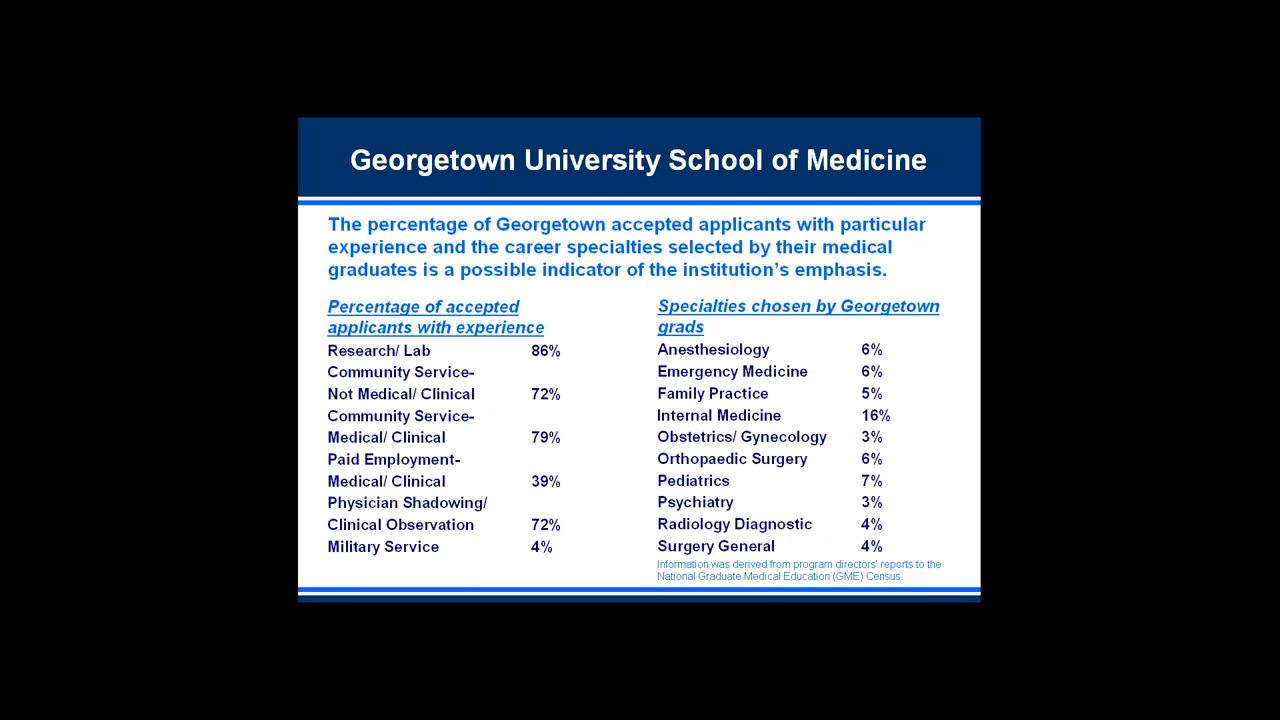 Georgetown University School of Medicine
The percentage of Georgetown accepted applicants with particular
experience and the career specialties selected by their medical
graduates is a possible indicator of the institution's emphasis.
Percentage of accepted
applicants with experience
Research/ Lab 86%
Community Service-
Not Medical/ Clinical 72%
Community Service-
Medical/ Clinical 79%
Paid Employment-
Medical/ Clinical 39%
Physician Shadowing/
Clinical Observation 72%
Military Service 4%
Specialties chosen by Georgetown
grads
Anesthesiology 6%
Emergency Medicine 6%
Family Practice 5%
Internal Medicine 16%
Obstetrics/ Gynecology 3%
Orthopaedic Surgery 6%
Pediatrics 7%
Psychiatry 3%
Radiology Diagnostic 4%
Surgery General 4%
Information was derived from program directors' reports to the
National Graduate Medical Education (GME) Census.